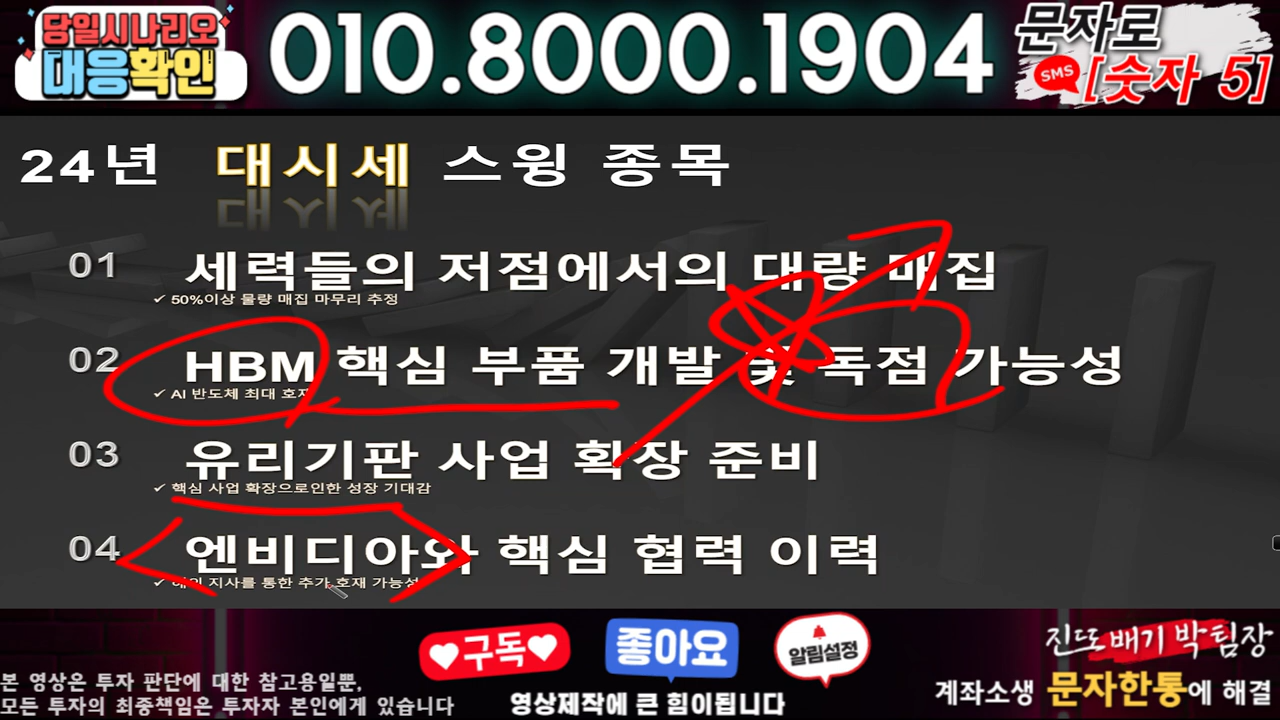 당일시나리오
대응확인
010.8000.1904
문자로
SMS [숫자 5]
24년 대시세 스윙 종목
01 세력들의 저점에서의 대량 매집
✓ 50%이상 물량 매집 마무리 추정
02 HBM 핵심 부품 개발 및 독점 가능성
✓ AI 반도체 최대 호재
03 유리기판 사업 확장 준비
✓ 핵심 사업 확장으로인한 성장 기대감
04 엔비디아와 핵심 협력 이력
✓ 해외 지사를 통한 추가 호재 가능성
구독
좋아요
알림설정
영상제작에 큰 힘이됩니다
본 영상은 투자 판단에 대한 참고용일뿐,
모든 투자의 최종책임은 투자자 본인에게 있습니다
진또배기 박팀장
계좌소생 문자한통에 해결